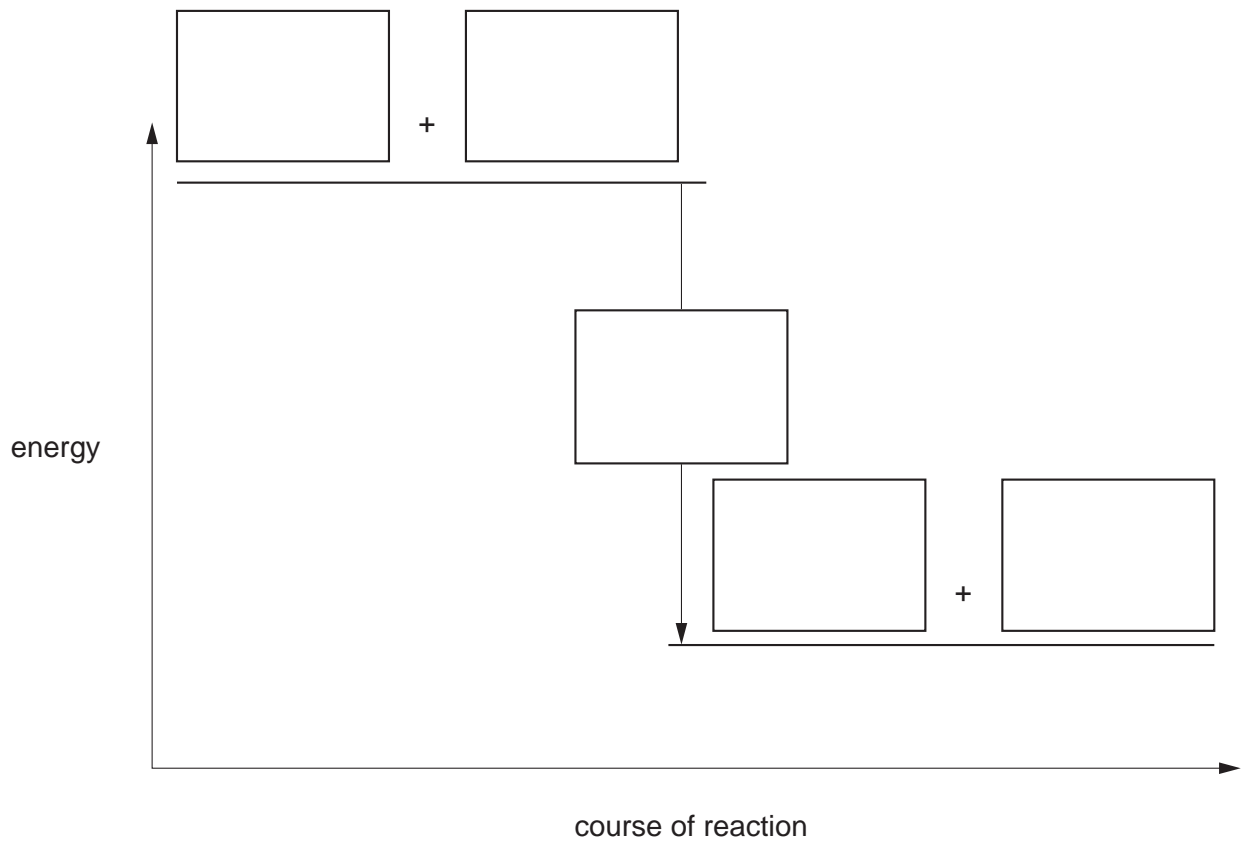 +
energy
+
course of reaction